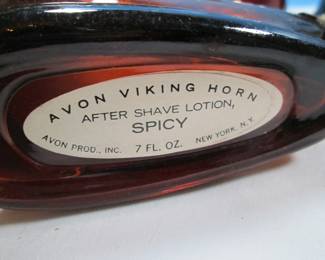 AVON VIKING HORN
AFTER SHAVE LOTION,
SPICY
AVON PROD., INC. 7 FL. OZ. NEW YORK, N.Y.